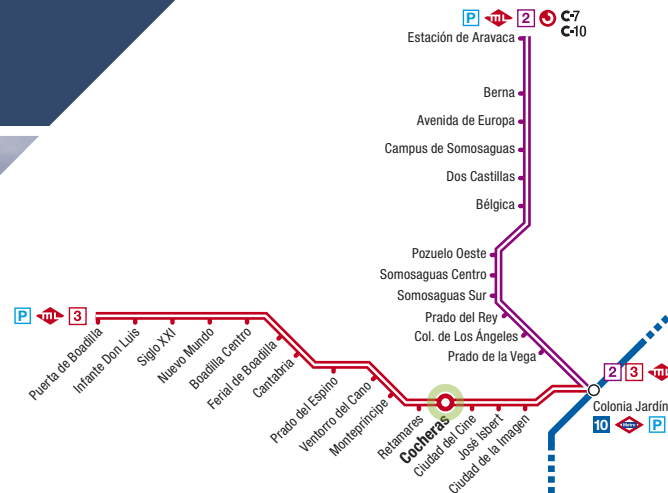 P ML 2 C-7
C-10
Estación de Aravaca
Berna
Avenida de Europa
Campus de Somosaguas
Dos Castillas
Bélgica
Pozuelo Oeste
Somosaguas Centro
Somosaguas Sur
Prado del Rey
Col. de Los Ángeles
Prado de la Vega
P ML 3
Puerta de Boadilla
Infante Don Luis
Siglo XXI
Nuevo Mundo
Boadilla Centro
Ferial de Boadilla
Cantabria
Prado del Espino
Ventorro del Cano
Montepríncipe
Retamares
Cocheras
Ciudad del Cine
José Isbert
Ciudad de la Imagen
2 3 ML
Colonia Jardín
10 Metro P